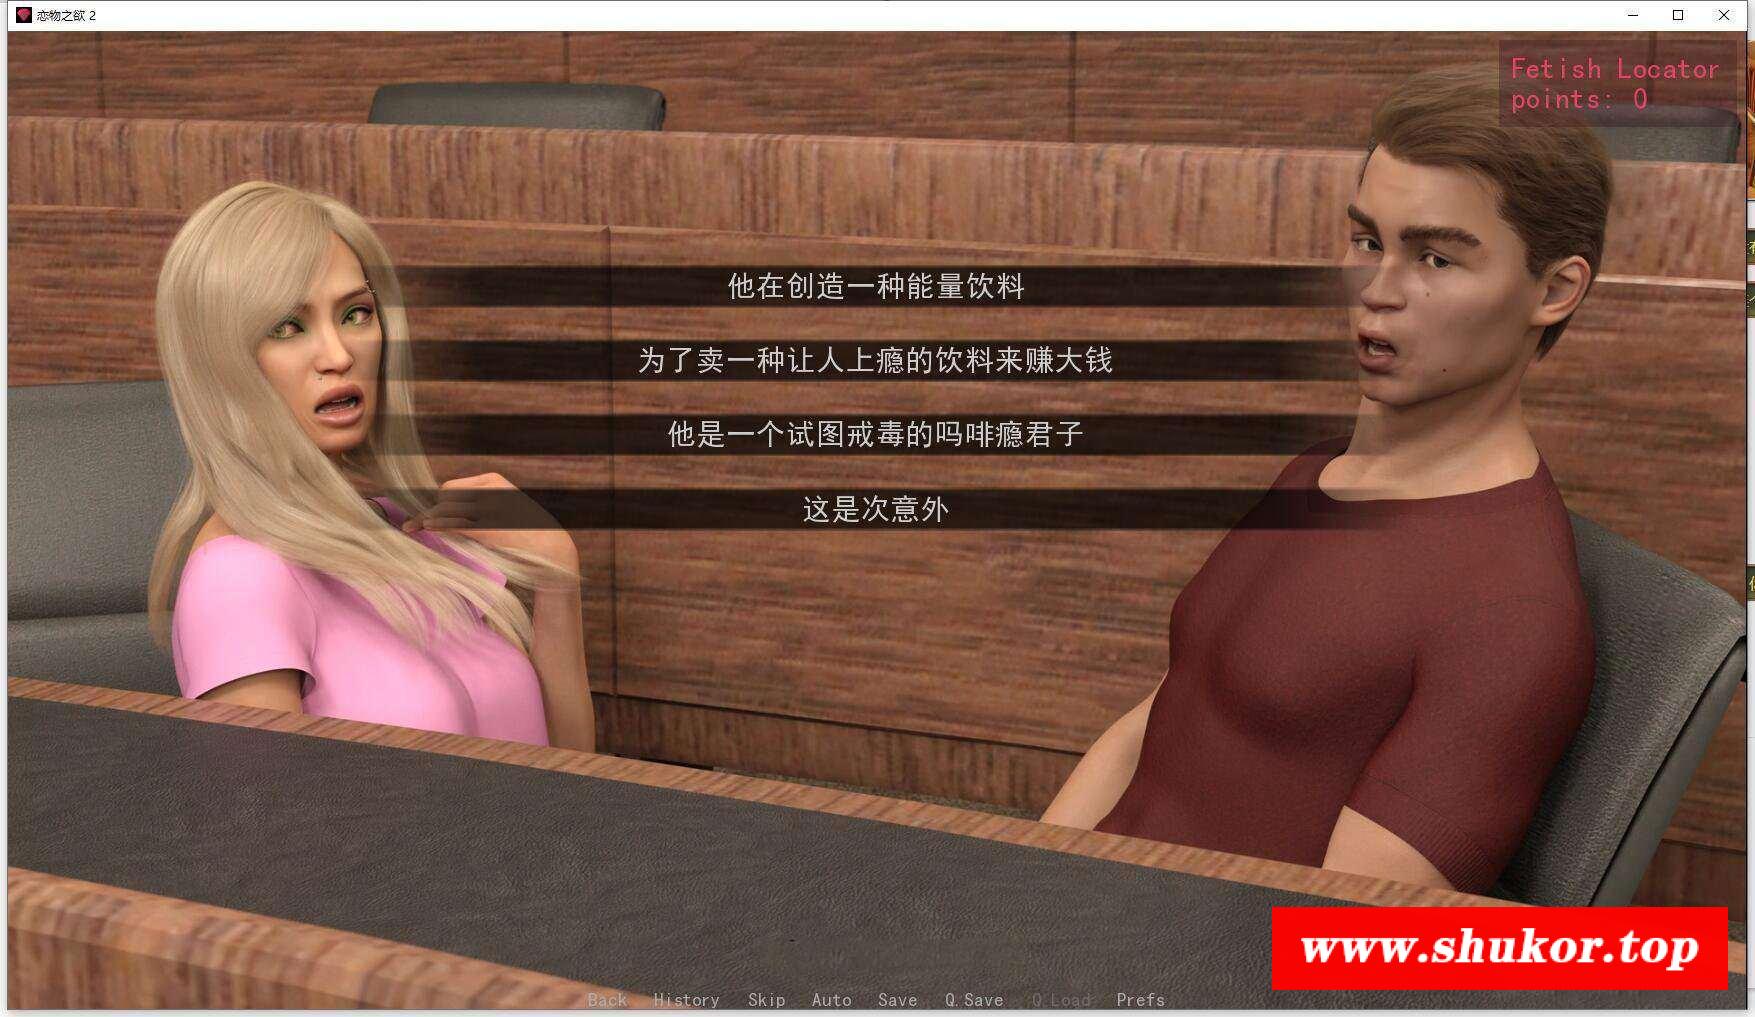 恋物之欲 2
Fetish Locator
points: 0
他在创造一种能量饮料
为了卖一种让人上瘾的饮料来赚大钱
他是一个试图戒毒的吗啡瘾君子
这是次意外
www.shukor.top
Back History Skip Auto Save Q.Save Q.Load Prefs